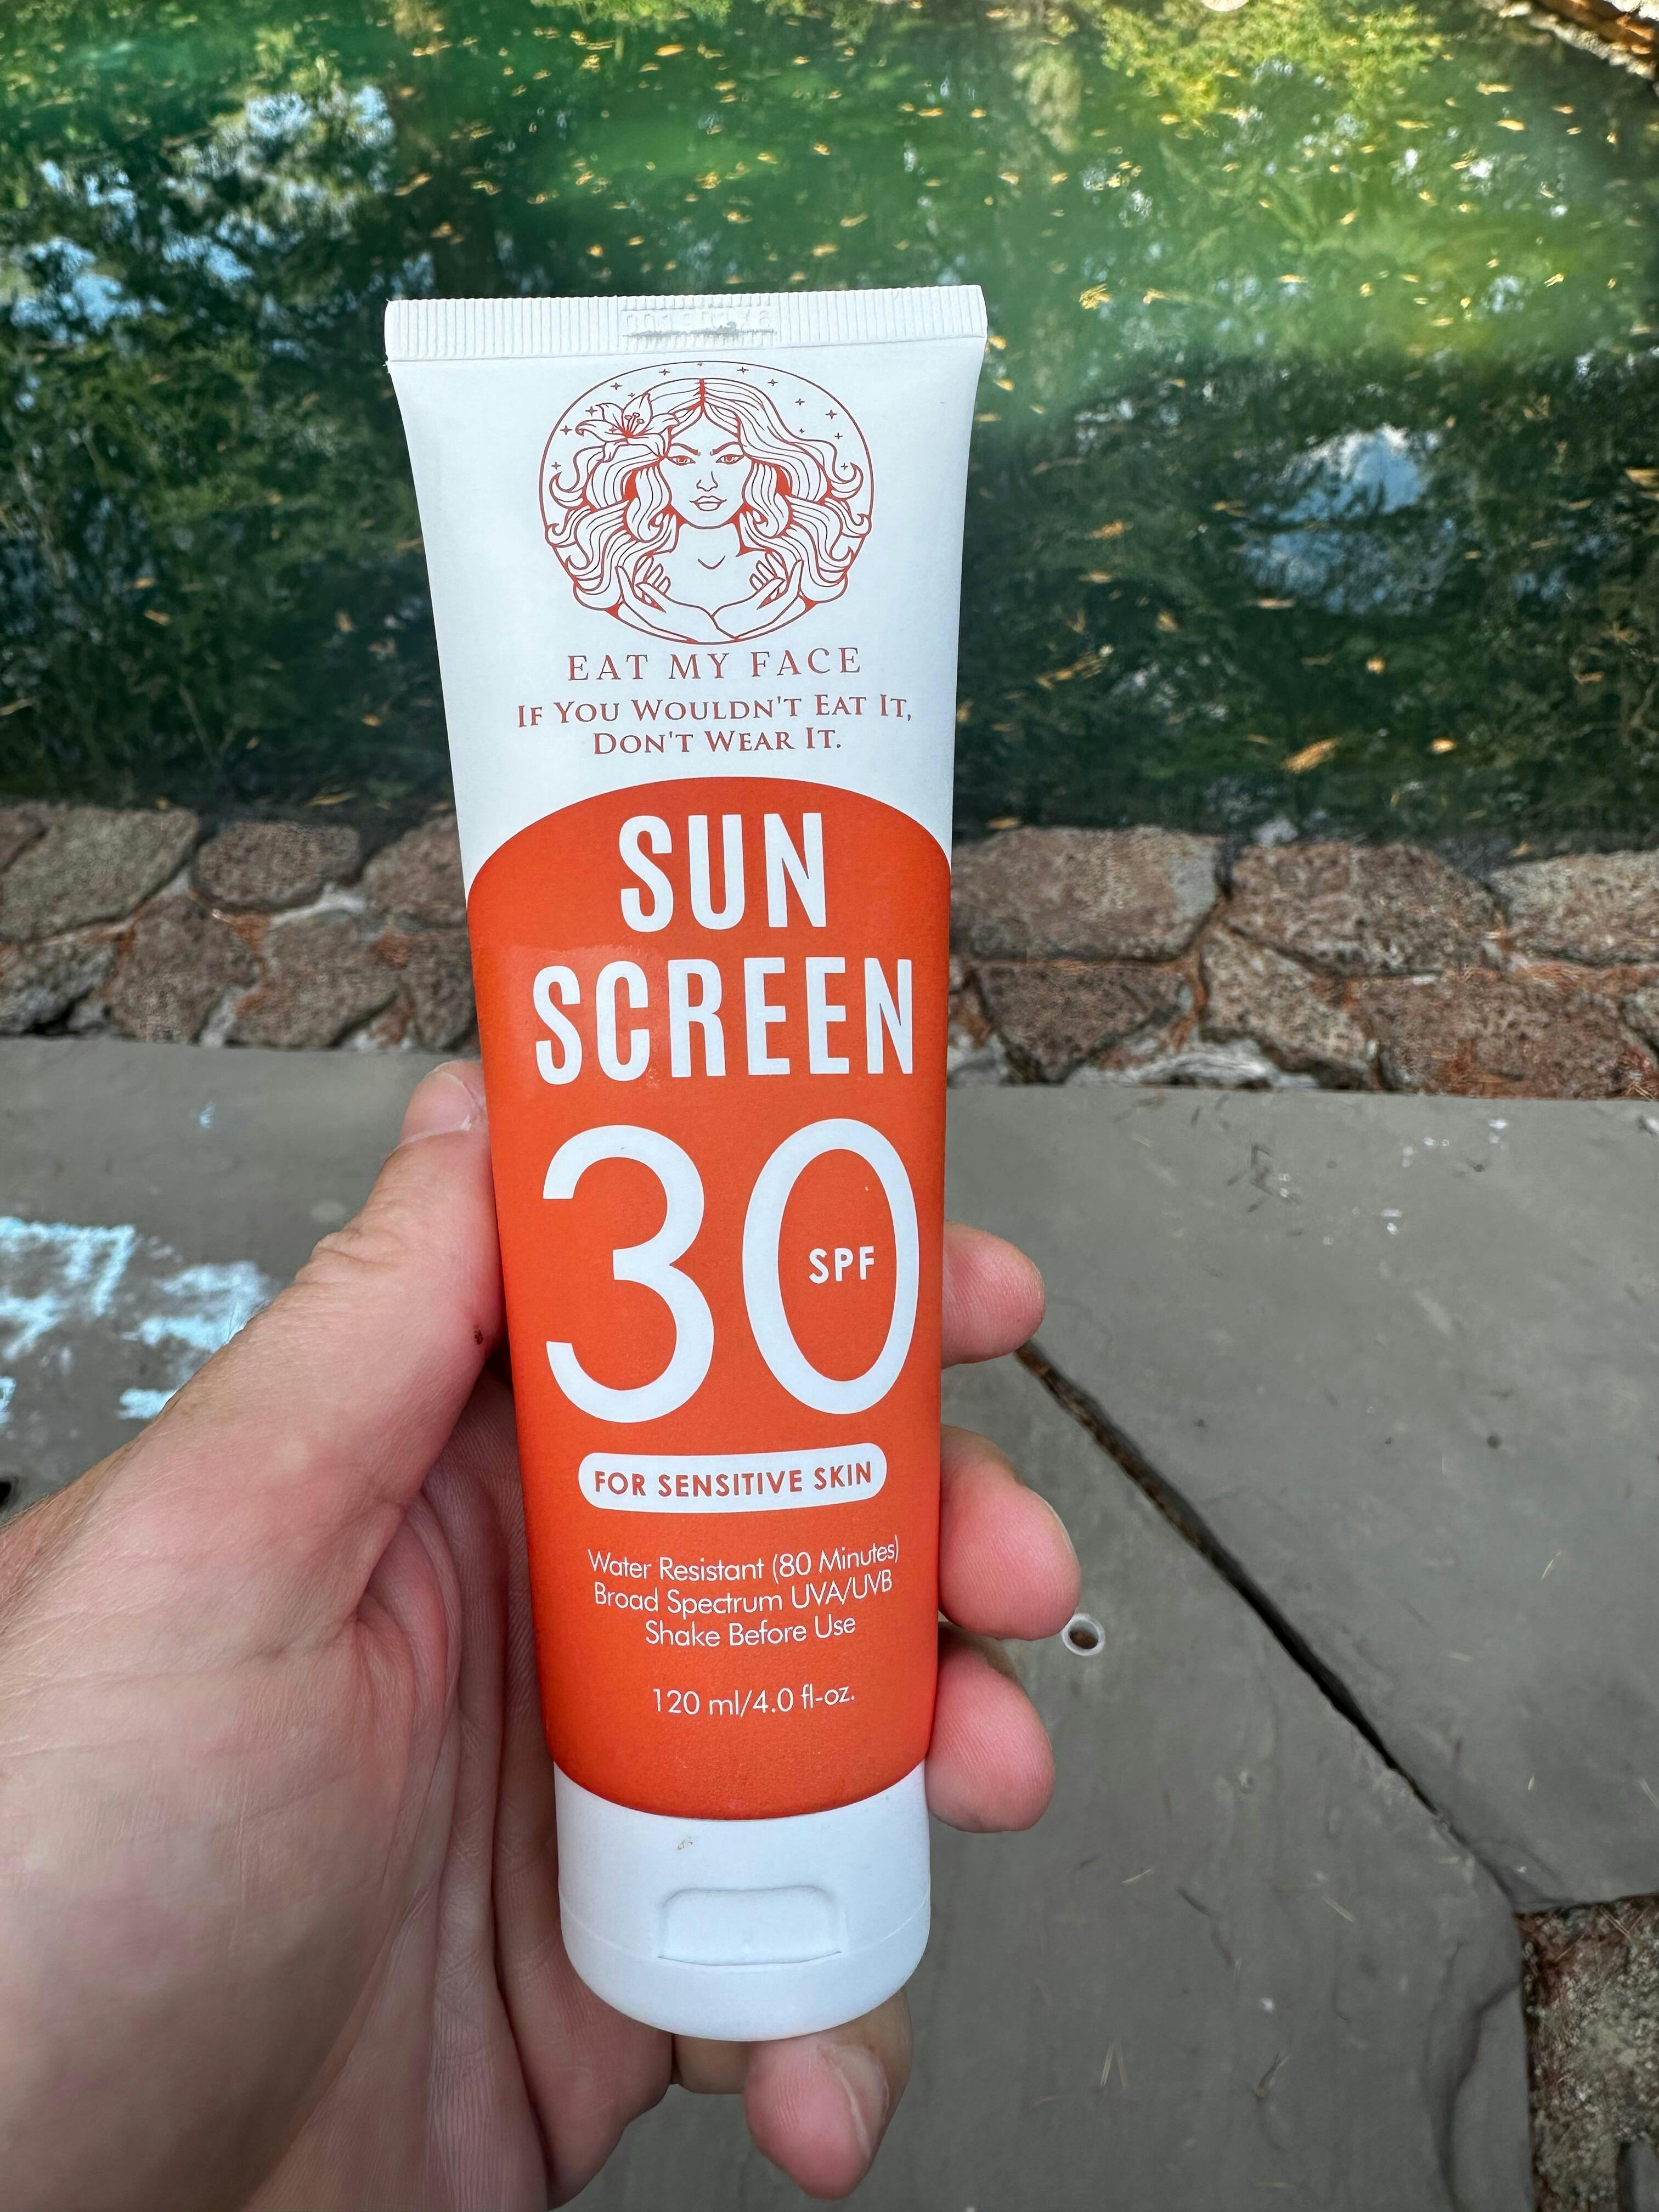 EAT MY FACE
IF YOU WOULDN'T EAT IT,
DON'T WEAR IT.
SUN
SCREEN
30
SPF
FOR SENSITIVE SKIN
Water Resistant (80 Minutes)
Broad Spectrum UVA/UVB
Shake Before Use
120 ml/4.0 fl-oz.